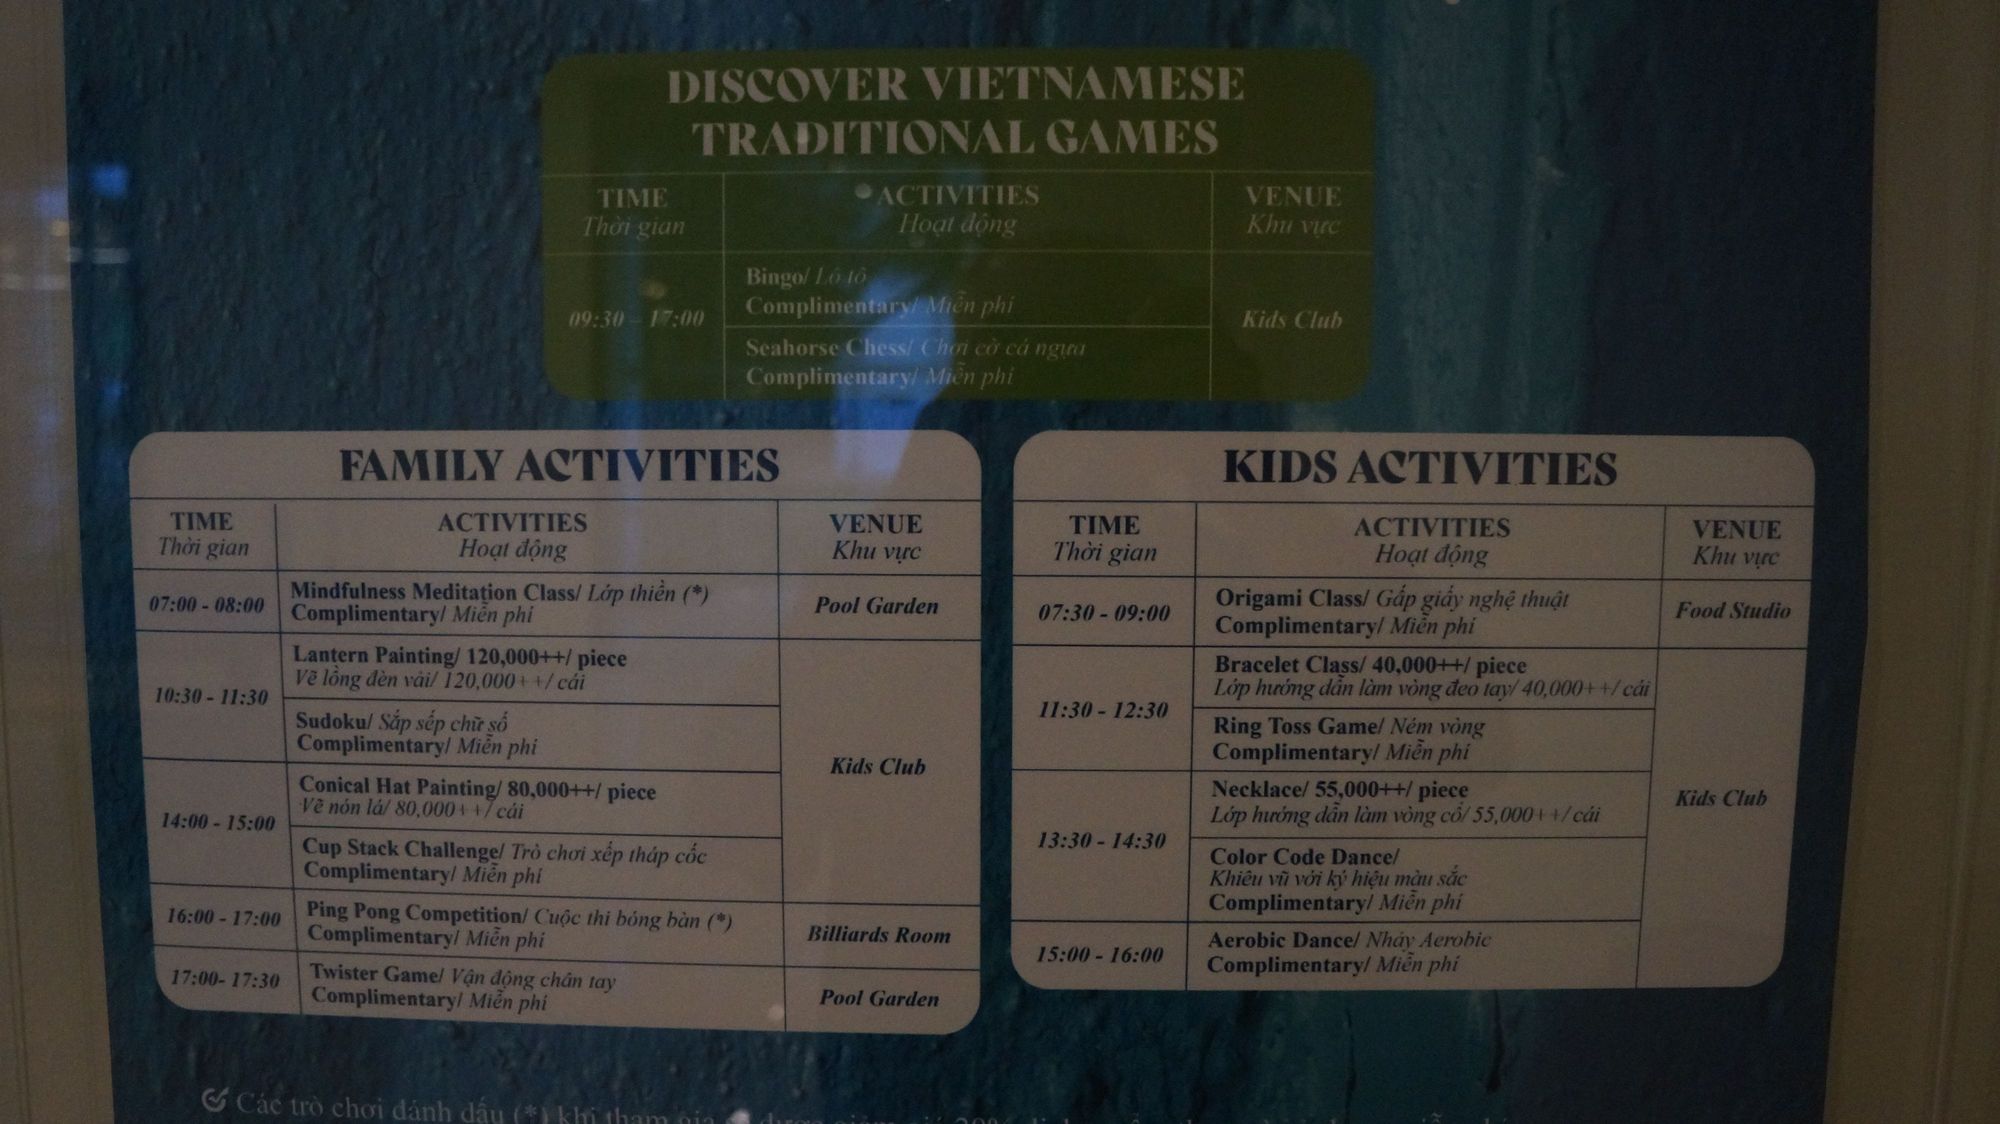 DISCOVER VIETNAMESE
TRADITIONAL GAMES
TIME
Thời gian
ACTIVITIES
Hoạt động
VENUE
Khu vực
09:30 – 17:00
Bingo/ Lô tô
Complimentary/ Miễn phí
Seahorse Chess/ Chơi cờ cá ngựa
Complimentary/ Miễn phí
Kids Club
FAMILY ACTIVITIES
TIME
Thời gian
ACTIVITIES
Hoạt động
VENUE
Khu vực
07:00 - 08:00
Mindfulness Meditation Class/ Lớp thiền (*)
Complimentary/ Miễn phí
Pool Garden
10:30 - 11:30
Lantern Painting/ 120,000++/ piece
Vẽ lồng đèn vải/ 120,000++/ cái
Sudoku/ Sắp sếp chữ số
Complimentary/ Miễn phí
Kids Club
14:00 - 15:00
Conical Hat Painting/ 80,000++/ piece
Vẽ nón lá/ 80,000++/ cái
Cup Stack Challenge/ Trò chơi xếp tháp cốc
Complimentary/ Miễn phí
16:00 - 17:00
Ping Pong Competition/ Cuộc thi bóng bàn (*)
Complimentary/ Miễn phí
Billiards Room
17:00- 17:30
Twister Game/ Vận động chân tay
Complimentary/ Miễn phí
Pool Garden
KIDS ACTIVITIES
TIME
Thời gian
ACTIVITIES
Hoạt động
VENUE
Khu vực
07:30 - 09:00
Origami Class/ Gấp giấy nghệ thuật
Complimentary/ Miễn phí
Food Studio
11:30 - 12:30
Bracelet Class/ 40,000++/ piece
Lớp hướng dẫn làm vòng đeo tay/ 40,000++/ cái
Ring Toss Game/ Ném vòng
Complimentary/ Miễn phí
Kids Club
13:30 - 14:30
Necklace/ 55,000++/ piece
Lớp hướng dẫn làm vòng cổ/ 55,000++/ cái
Color Code Dance/
Khiêu vũ với ký hiệu màu sắc
Complimentary/ Miễn phí
15:00 - 16:00
Aerobic Dance/ Nhảy Aerobic
Complimentary/ Miễn phí
Các trò chơi đánh dấu (*) khi tham gia